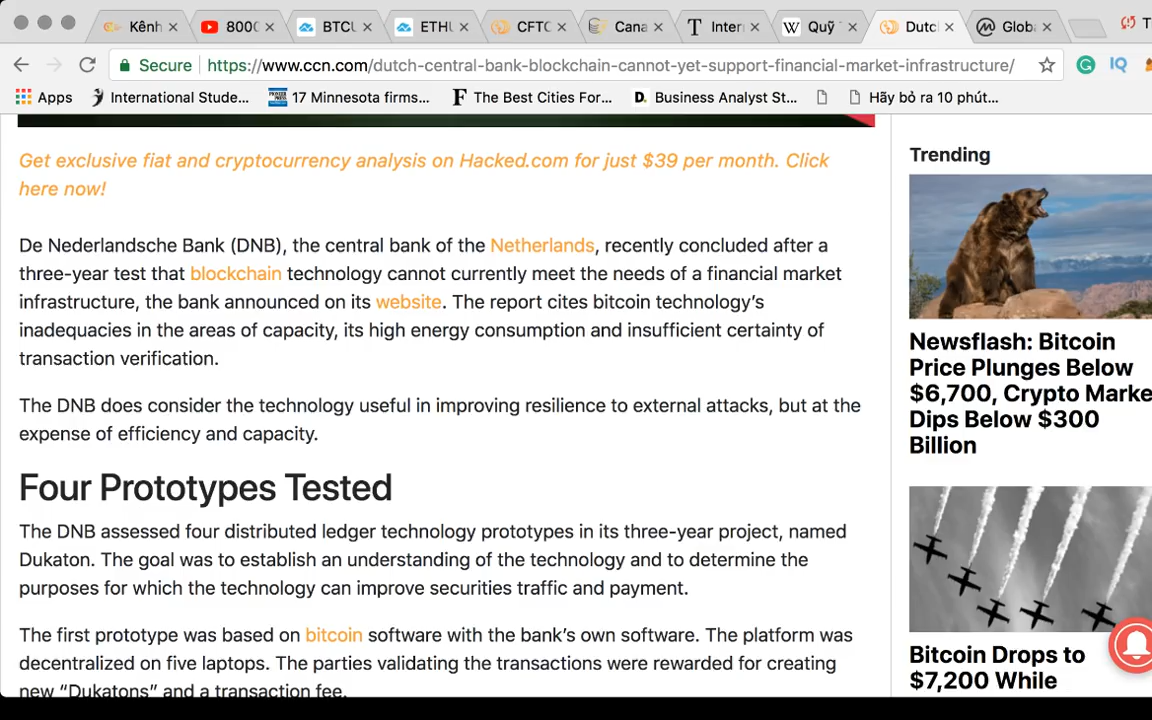 Kênh
800
BTCU
ETHU
CFTC
Cana
Inter
Quỹ
Dutcl
Glob
Secure https://www.ccn.com/dutch-central-bank-blockchain-cannot-yet-support-financial-market-infrastructure/
Apps International Stude... 17 Minnesota firms... The Best Cities For... Business Analyst St... Hãy bỏ ra 10 phút...
Get exclusive fiat and cryptocurrency analysis on Hacked.com for just $39 per month. Click
here now!
De Nederlandsche Bank (DNB), the central bank of the Netherlands, recently concluded after a
three-year test that blockchain technology cannot currently meet the needs of a financial market
infrastructure, the bank announced on its website. The report cites bitcoin technology's
inadequacies in the areas of capacity, its high energy consumption and insufficient certainty of
transaction verification.
The DNB does consider the technology useful in improving resilience to external attacks, but at the
expense of efficiency and capacity.
Four Prototypes Tested
The DNB assessed four distributed ledger technology prototypes in its three-year project, named
Dukaton. The goal was to establish an understanding of the technology and to determine the
purposes for which the technology can improve securities traffic and payment.
The first prototype was based on bitcoin software with the bank's own software. The platform was
decentralized on five laptops. The parties validating the transactions were rewarded for creating
new “Dukatons” and a transaction fee.
Trending
Newsflash: Bitcoin
Price Plunges Below
$6,700, Crypto Marke
Dips Below $300
Billion
Bitcoin Drops to
$7,200 While